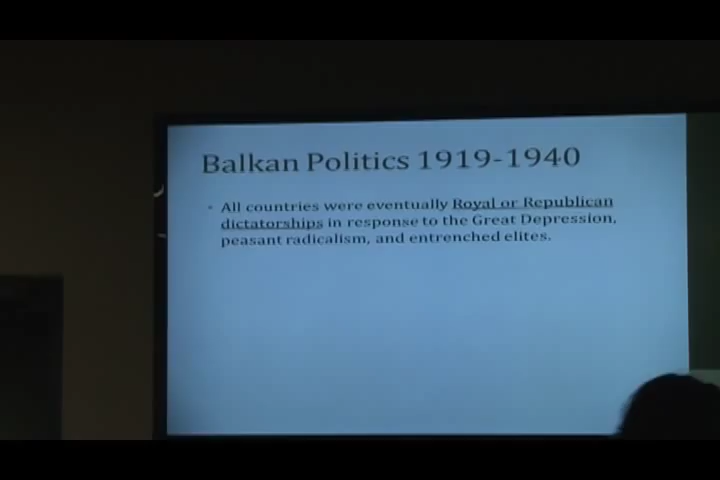 Balkan Politics 1919-1940
• All countries were eventually Royal or Republican
dictatorships in response to the Great Depression,
peasant radicalism, and entrenched elites.